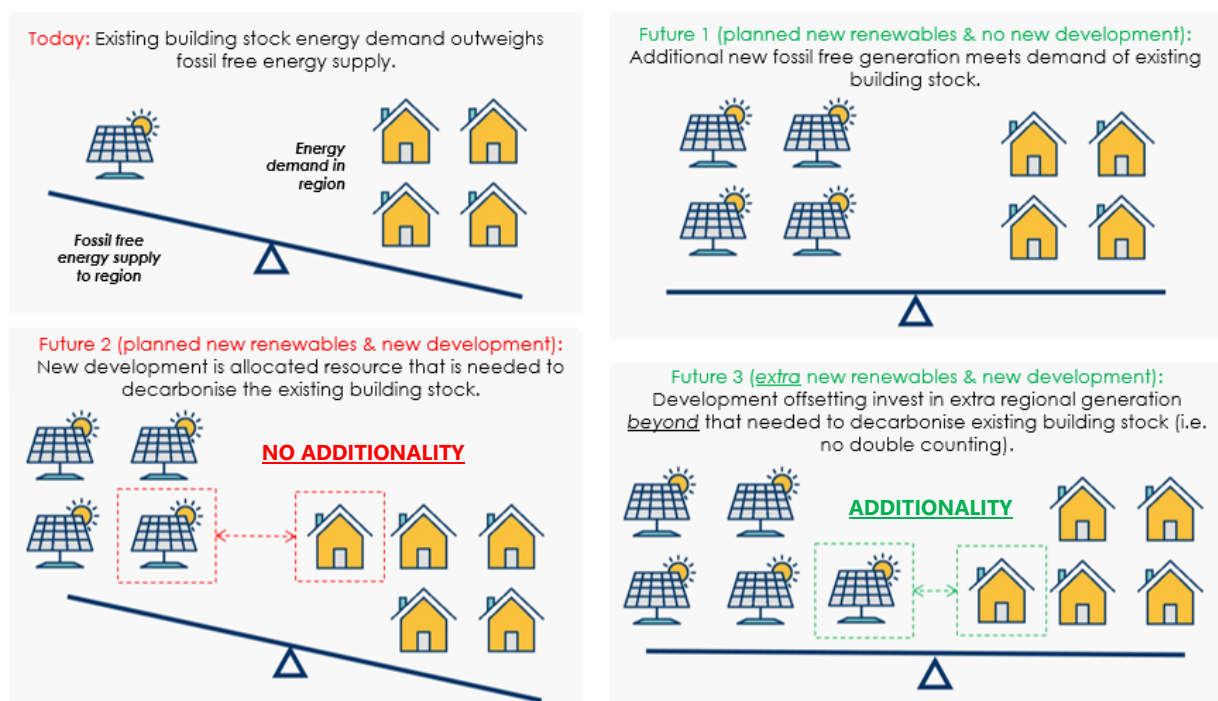 Today: Existing building stock energy demand outweighs
fossil free energy supply.
Energy
demand in
region
Fossil free
energy supply
to region
Future 1 (planned new renewables & no new development):
Additional new fossil free generation meets demand of existing
building stock.
Future 2 (planned new renewables & new development):
New development is allocated resource that is needed to
decarbonise the existing building stock.
NO ADDITIONALITY
Future 3 (extra new renewables & new development):
Development offsetting invest in extra regional generation
beyond that needed to decarbonise existing building stock (i.e.
no double counting).
ADDITIONALITY